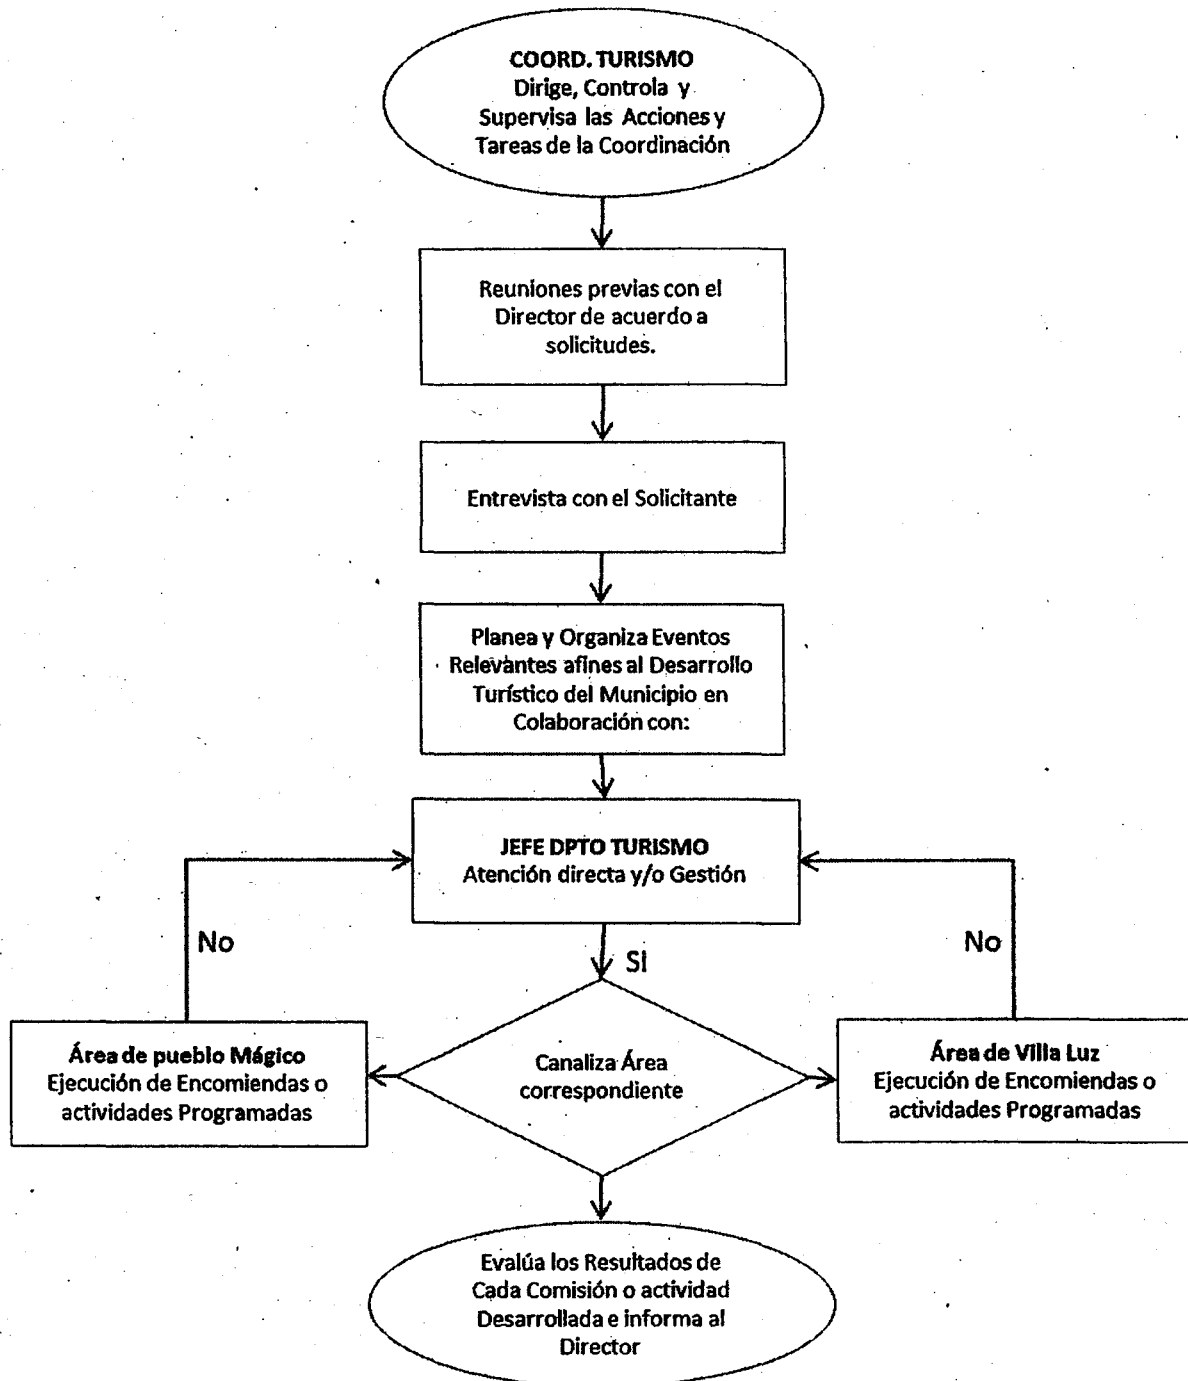 COORD. TURISMO
Dirige, Controla y
Supervisa las Acciones y
Tareas de la Coordinación
Reuniones previas con el
Director de acuerdo a
solicitudes.
Entrevista con el Solicitante
Planea y Organiza Eventos
Relevantes afines al Desarrollo
Turístico del Municipio en
Colaboración con:
JEFE DPTO TURISMO
Atención directa y/o Gestión
No
SI
No
Área de pueblo Mágico
Ejecución de Encomiendas o
actividades Programadas
Canaliza Área
correspondiente
Área de Villa Luz
Ejecución de Encomiendas o
actividades Programadas
Evalúa los Resultados de
Cada Comisión o actividad
Desarrollada e informa al
Director